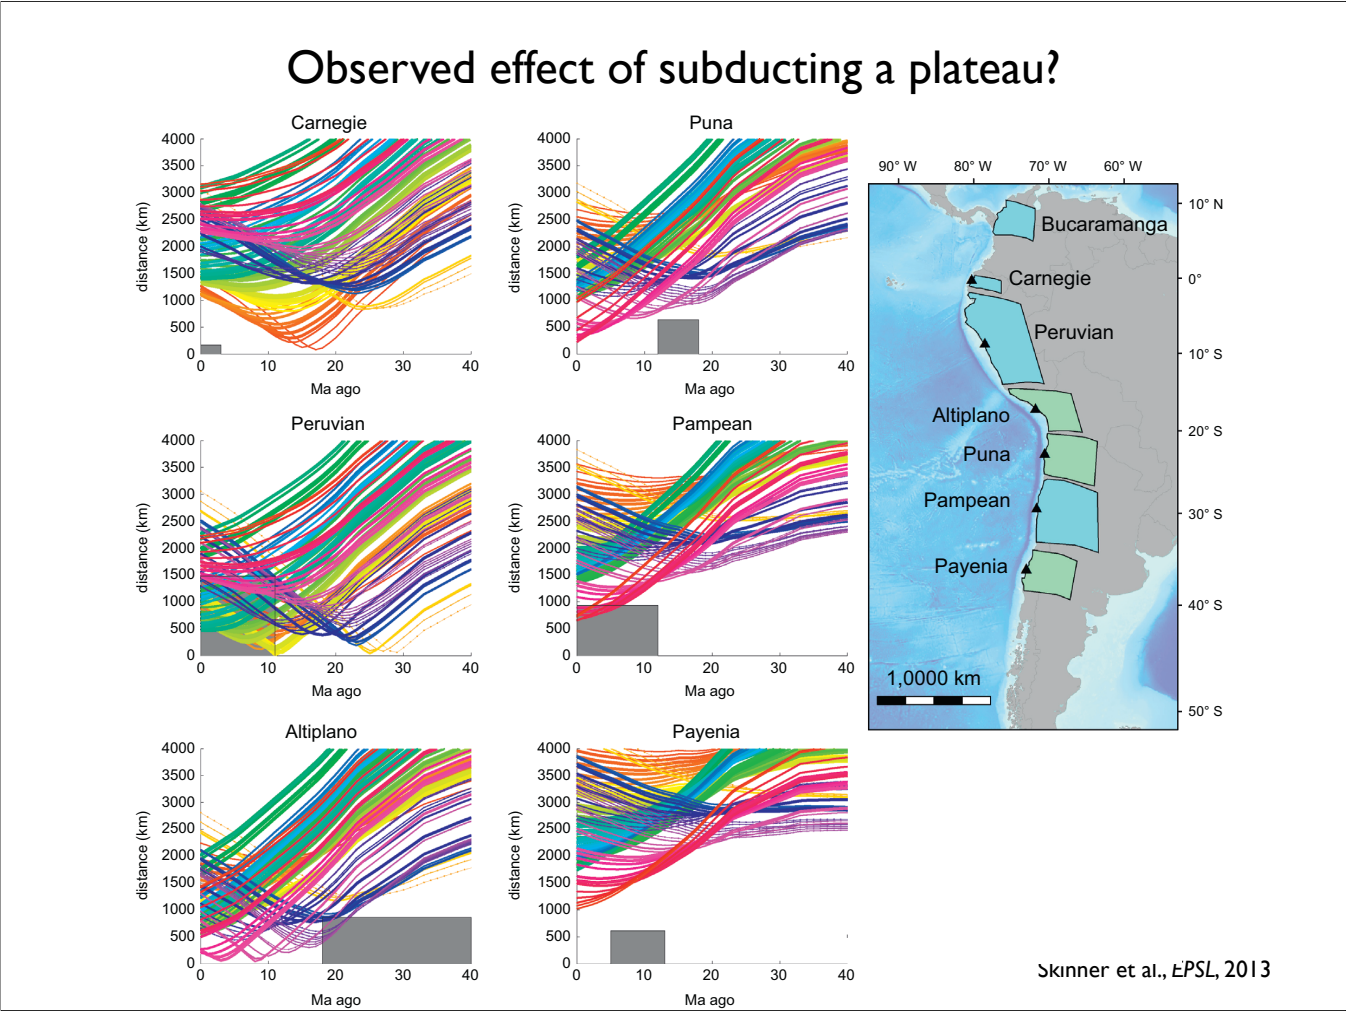 Observed effect of subducting a plateau?
Carnegie
4000
3500
3000
2500
2000
1500
1000
500
0
distance (km)
0 10 20 30 40
Ma ago
Puna
4000
3500
3000
2500
2000
1500
1000
500
0
distance (km)
0 10 20 30 40
Ma ago
Peruvian
4000
3500
3000
2500
2000
1500
1000
500
0
distance (km)
0 10 20 30 40
Ma ago
Pampean
4000
3500
3000
2500
2000
1500
1000
500
0
distance (km)
0 10 20 30 40
Ma ago
Altiplano
4000
3500
3000
2500
2000
1500
1000
500
0
distance (km)
0 10 20 30 40
Ma ago
Payenia
4000
3500
3000
2500
2000
1500
1000
500
0
distance (km)
0 10 20 30 40
Ma ago
90° W 80° W 70° W 60° W
10° N
Bucaramanga
0°
Carnegie
Peruvian
10° S
Altiplano
20° S
Puna
Pampean
30° S
Payenia
40° S
1,0000 km
50° S
Skinner et al., EPSL, 2013